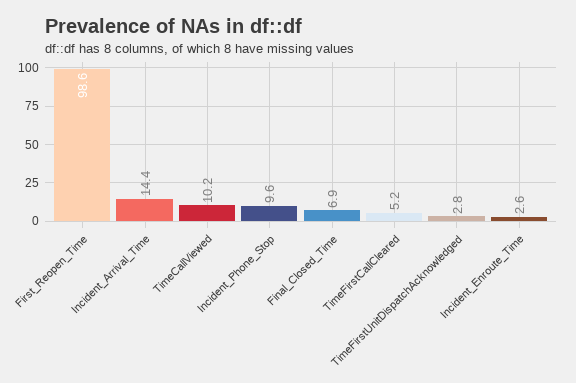 Prevalence of NAs in df::df
df::df has 8 columns, of which 8 have missing values
100
75
50
25
0
98.6
14.4
10.2
9.6
6.9
5.2
2.8
2.6
First_Reopen_Time
Incident_Arrival_Time
TimeCallViewed
Incident_Phone_Stop
Final_Closed_Time
TimeFirstCallCleared
TimeFirstUnitDispatchAcknowledged
Incident_Enroute_Time